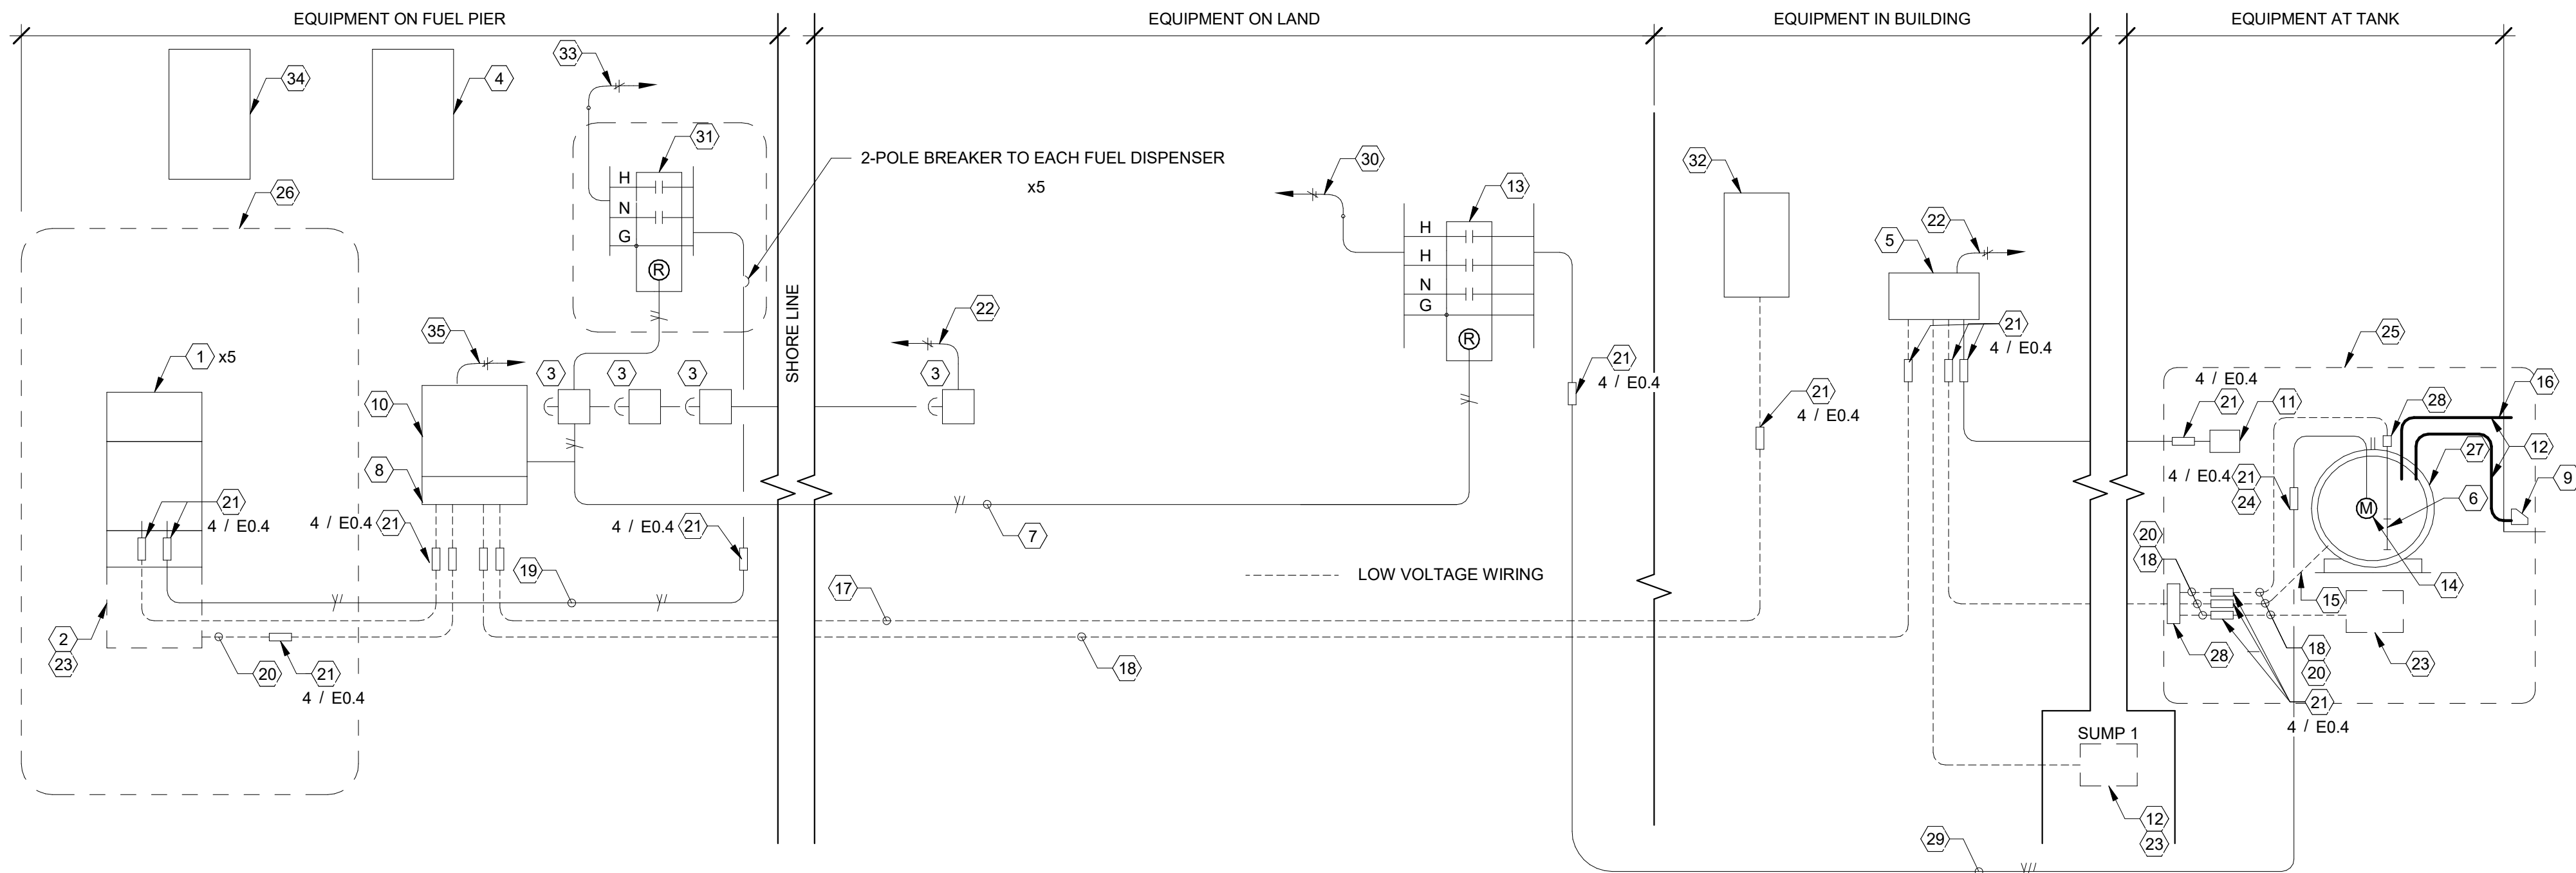 EQUIPMENT ON FUEL PIER
EQUIPMENT ON LAND
EQUIPMENT IN BUILDING
EQUIPMENT AT TANK
33
34
4
31
2-POLE BREAKER TO EACH FUEL DISPENSER
x5
30
32
13
26
H
N
G
R
H
H
N
G
R
22
5
SHORE LINE
22
35
21
4 / E0.4
25
1 x5
21
4 / E0.4
3
3
3
3
10
21
4 / E0.4
4 / E0.4
21
11
28
16
27
12
9
8
21
4 / E0.4
4 / E0.4 21
24
M
6
4 / E0.4 21
4 / E0.4 21
7
20
18
19
LOW VOLTAGE WIRING
14
15
17
2
23
20
21
4 / E0.4
18
28
18
20
23
21
4 / E0.4
SUMP 1
12
23
29